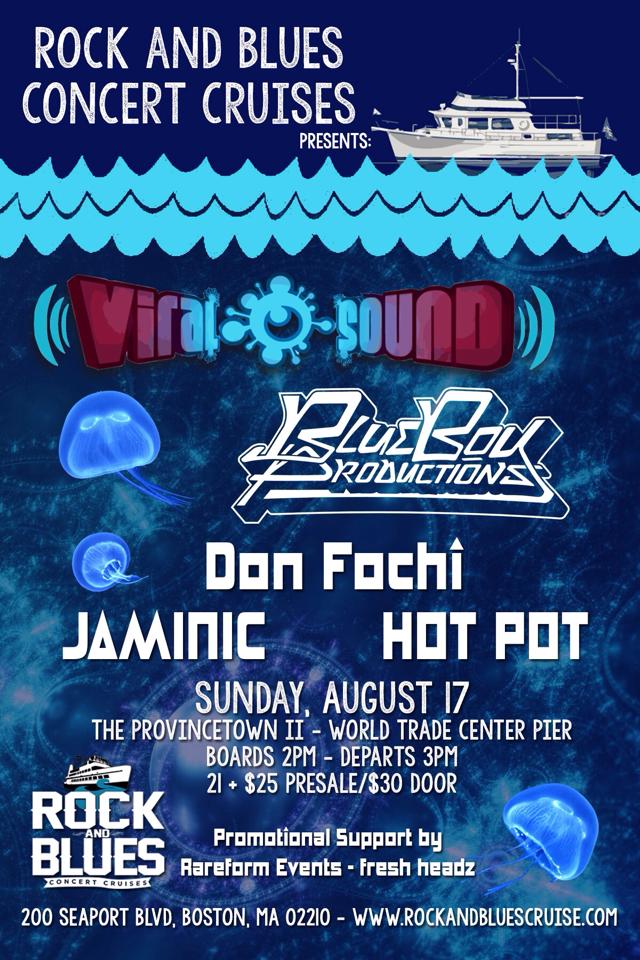 ROCK AND BLUES
CONCERT CRUISES
PRESENTS:
Viral sound
BlueBoy
Productions
Don Fochi
JAMINIC HOT POT
SUNDAY, AUGUST 17
THE PROVINCETOWN II - WORLD TRADE CENTER PIER
BOARDS 2PM - DEPARTS 3PM
21 + $25 PRESALE/$30 DOOR
ROCK
AND
BLUES
CONCERT CRUISES
Promotional Support by
Rareform Events - fresh headz
200 SEAPORT BLVD, BOSTON, MA 02210 - WWW.ROCKANDBLUESCRUISE.COM